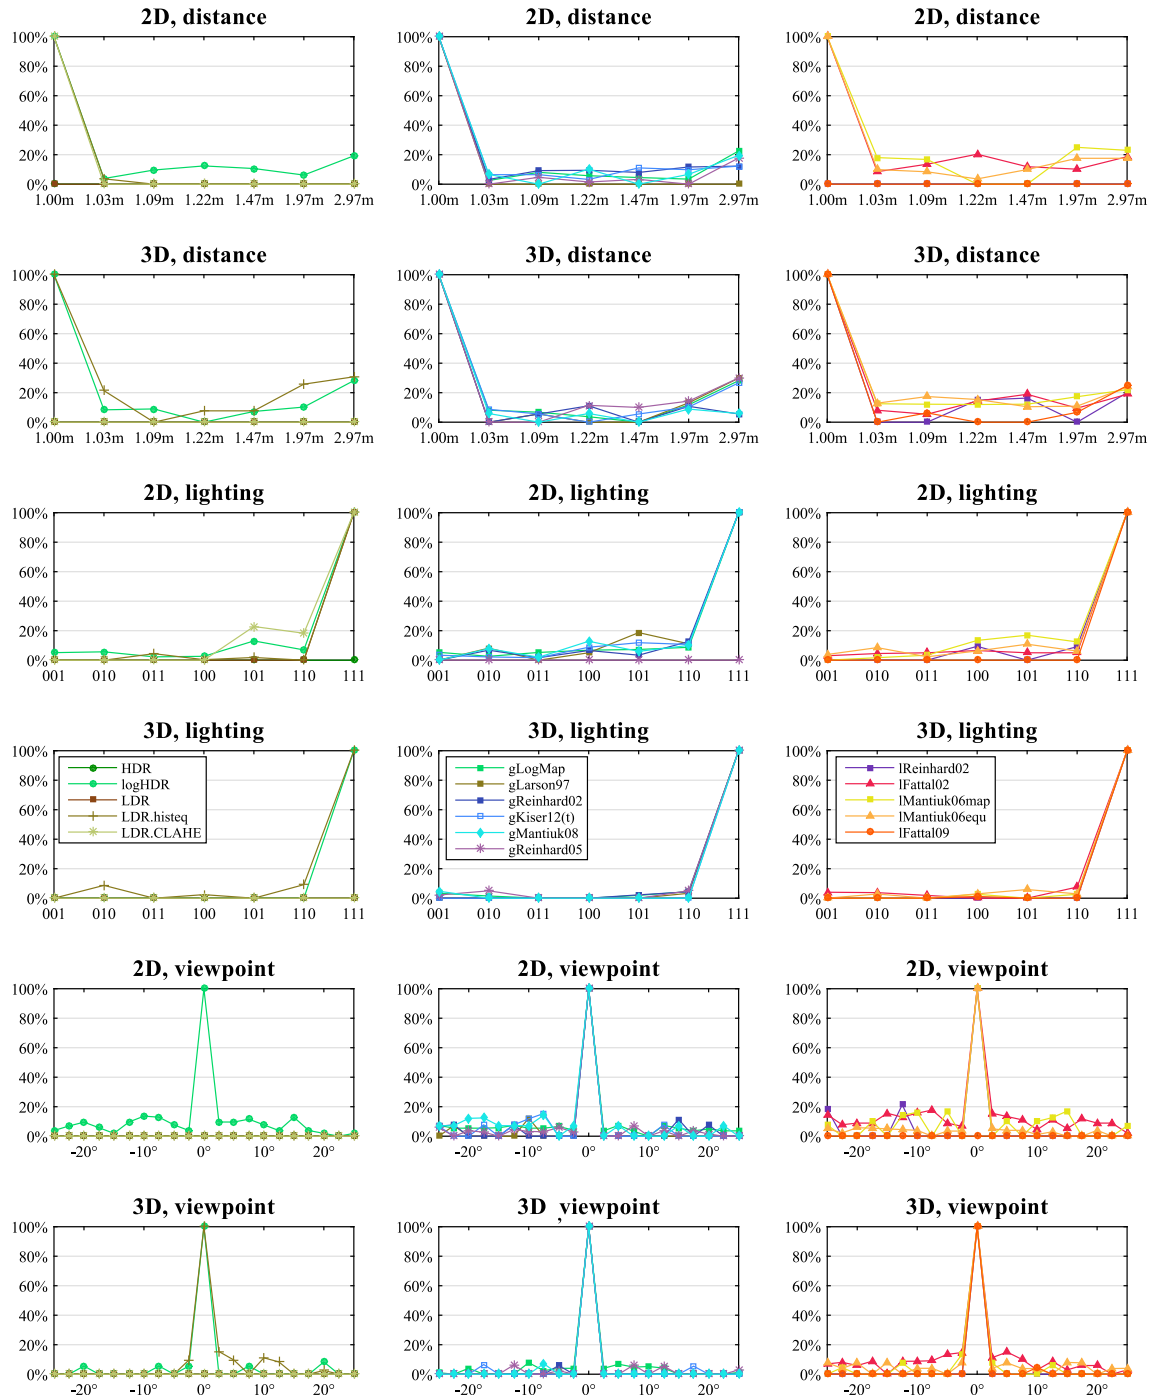 2D, distance 2D, distance 2D, distance
100% 100% 100%
80% 80% 80%
60% 60% 60%
40% 40% 40%
20% 20% 20%
0% 0% 0%
1.00m 1.03m 1.09m 1.22m 1.47m 1.97m 2.97m 1.00m 1.03m 1.09m 1.22m 1.47m 1.97m 2.97m 1.00m 1.03m 1.09m 1.22m 1.47m 1.97m 2.97m
3D, distance 3D, distance 3D, distance
100% 100% 100%
80% 80% 80%
60% 60% 60%
40% 40% 40%
20% 20% 20%
0% 0% 0%
1.00m 1.03m 1.09m 1.22m 1.47m 1.97m 2.97m 1.00m 1.03m 1.09m 1.22m 1.47m 1.97m 2.97m 1.00m 1.03m 1.09m 1.22m 1.47m 1.97m 2.97m
2D, lighting 2D, lighting 2D, lighting
100% 100% 100%
80% 80% 80%
60% 60% 60%
40% 40% 40%
20% 20% 20%
0% 0% 0%
001 010 011 100 101 110 111 001 010 011 100 101 110 111 001 010 011 100 101 110 111
3D, lighting 3D, lighting 3D, lighting
100% 100% 100%
80% 80% 80%
60% 60% 60%
40% 40% 40%
20% 20% 20%
0% 0% 0%
HDR gLogMap lReinhard02
logHDR gLarson97 lFattal02
LDR gReinhard02 lMantiuk06map
LDR.histeq gKiser12(t) lMantiuk06equ
LDR.CLAHE gMantiuk08 lFattal09
gReinhard05
001 010 011 100 101 110 111 001 010 011 100 101 110 111 001 010 011 100 101 110 111
2D, viewpoint 2D, viewpoint 2D, viewpoint
100% 100% 100%
80% 80% 80%
60% 60% 60%
40% 40% 40%
20% 20% 20%
0% 0% 0%
-20° -10° 0° 10° 20° -20° -10° 0° 10° 20° -20° -10° 0° 10° 20°
3D, viewpoint 3D ,viewpoint 3D, viewpoint
100% 100% 100%
80% 80% 80%
60% 60% 60%
40% 40% 40%
20% 20% 20%
0% 0% 0%
-20° -10° 0° 10° 20° -20° -10° 0° 10° 20° -20° -10° 0° 10° 20°